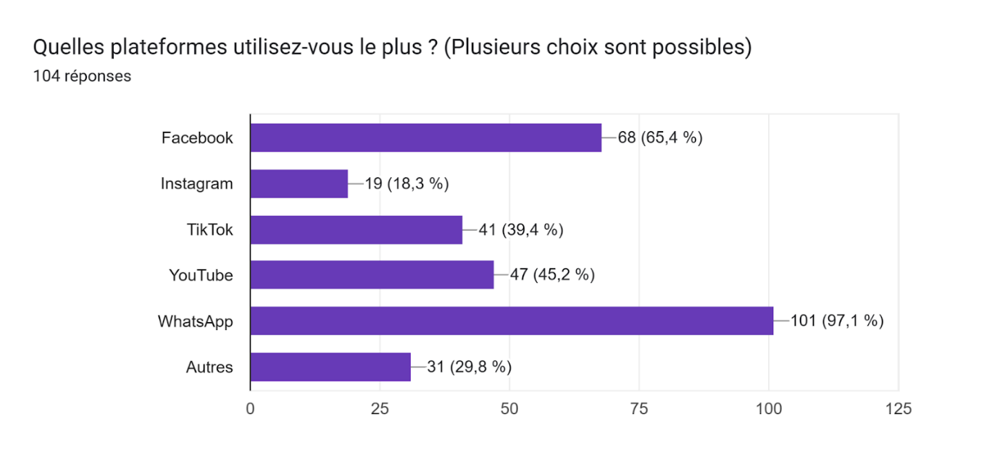 Quelles plateformes utilisez-vous le plus ? (Plusieurs choix sont possibles)
104 réponses
Facebook 68 (65,4 %)
Instagram 19 (18,3 %)
TikTok 41 (39,4 %)
YouTube 47 (45,2 %)
WhatsApp 101 (97,1 %)
Autres 31 (29,8 %)
0 25 50 75 100 125